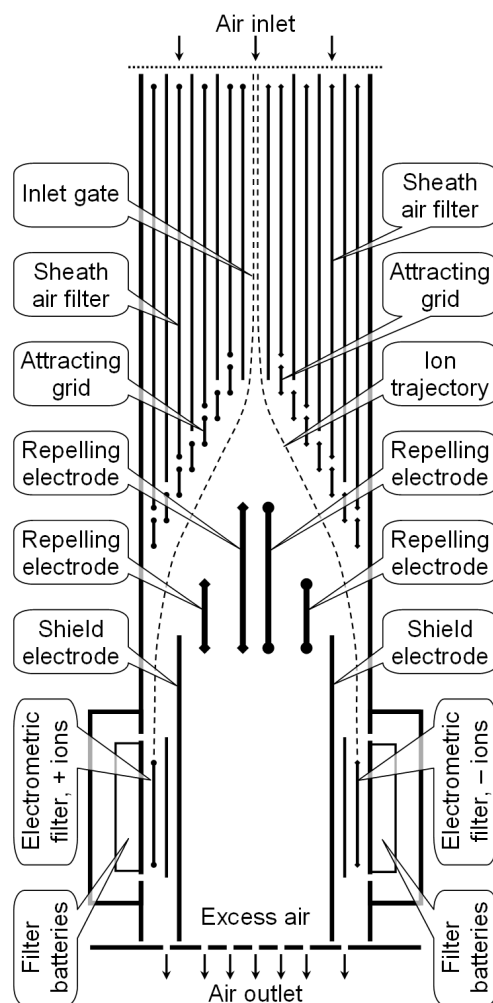 Air inlet
Inlet gate
Sheath
air filter
Sheath
air filter
Attracting
grid
Attracting
grid
Ion
trajectory
Repelling
electrode
Repelling
electrode
Repelling
electrode
Repelling
electrode
Shield
electrode
Shield
electrode
Electrometric
filter, + ions
Electrometric
filter, – ions
Filter
batteries
Excess air
Filter
batteries
Air outlet